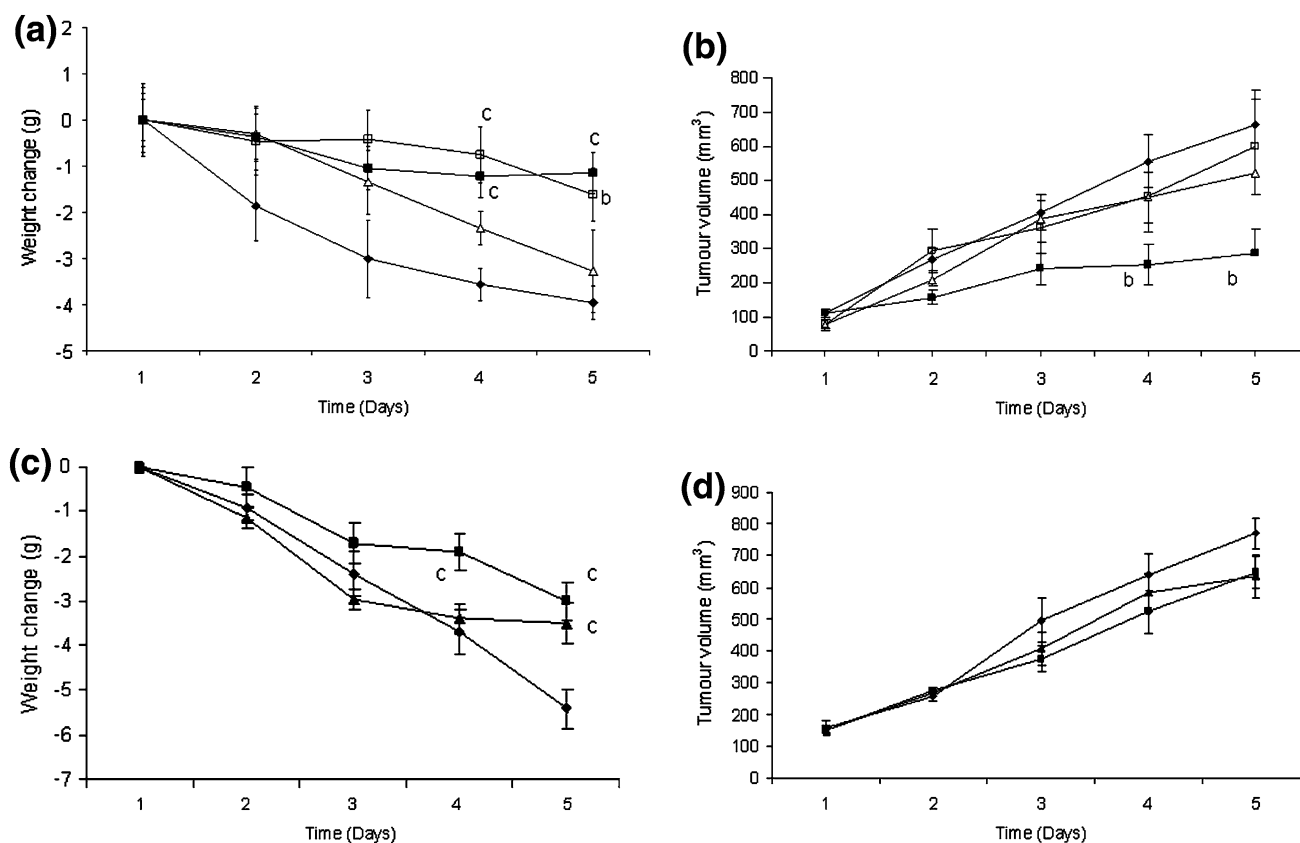 (a)
Weight change (g)
2
1
0
-1
-2
-3
-4
-5
c
c
c
b
1 2 3 4 5
Time (Days)
(b)
Tumour volume (mm³)
800
700
600
500
400
300
200
100
0
b b
1 2 3 4 5
Time (Days)
(c)
Weight change (g)
0
-1
-2
-3
-4
-5
-6
-7
c c
c
1 2 3 4 5
Time (Days)
(d)
Tumour volume (mm³)
900
800
700
600
500
400
300
200
100
0
1 2 3 4 5
Time (Days)